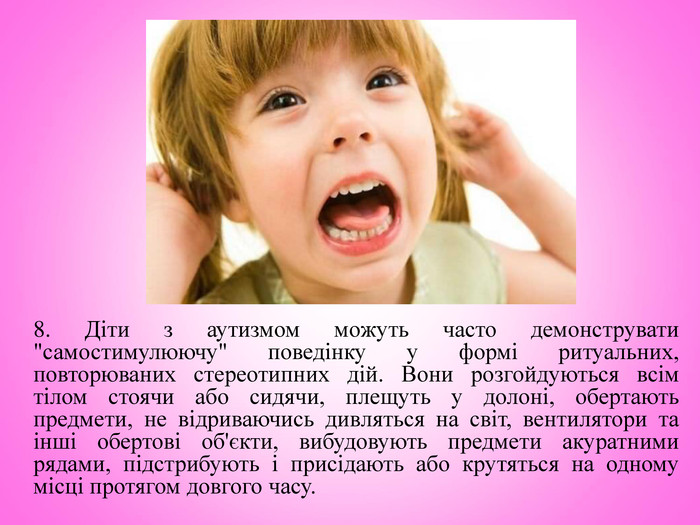 8. Діти з аутизмом можуть часто демонструвати
"самостимулюючу" поведінку у формі ритуальних,
повторюваних стереотипних дій. Вони розгойдуються всім
тілом стоячи або сидячи, плещуть у долоні, обертають
предмети, не відриваючись дивляться на світ, вентилятори та
інші обертові об'єкти, вибудовують предмети акуратними
рядами, підстрибують і присідають або крутяться на одному
місці протягом довгого часу.